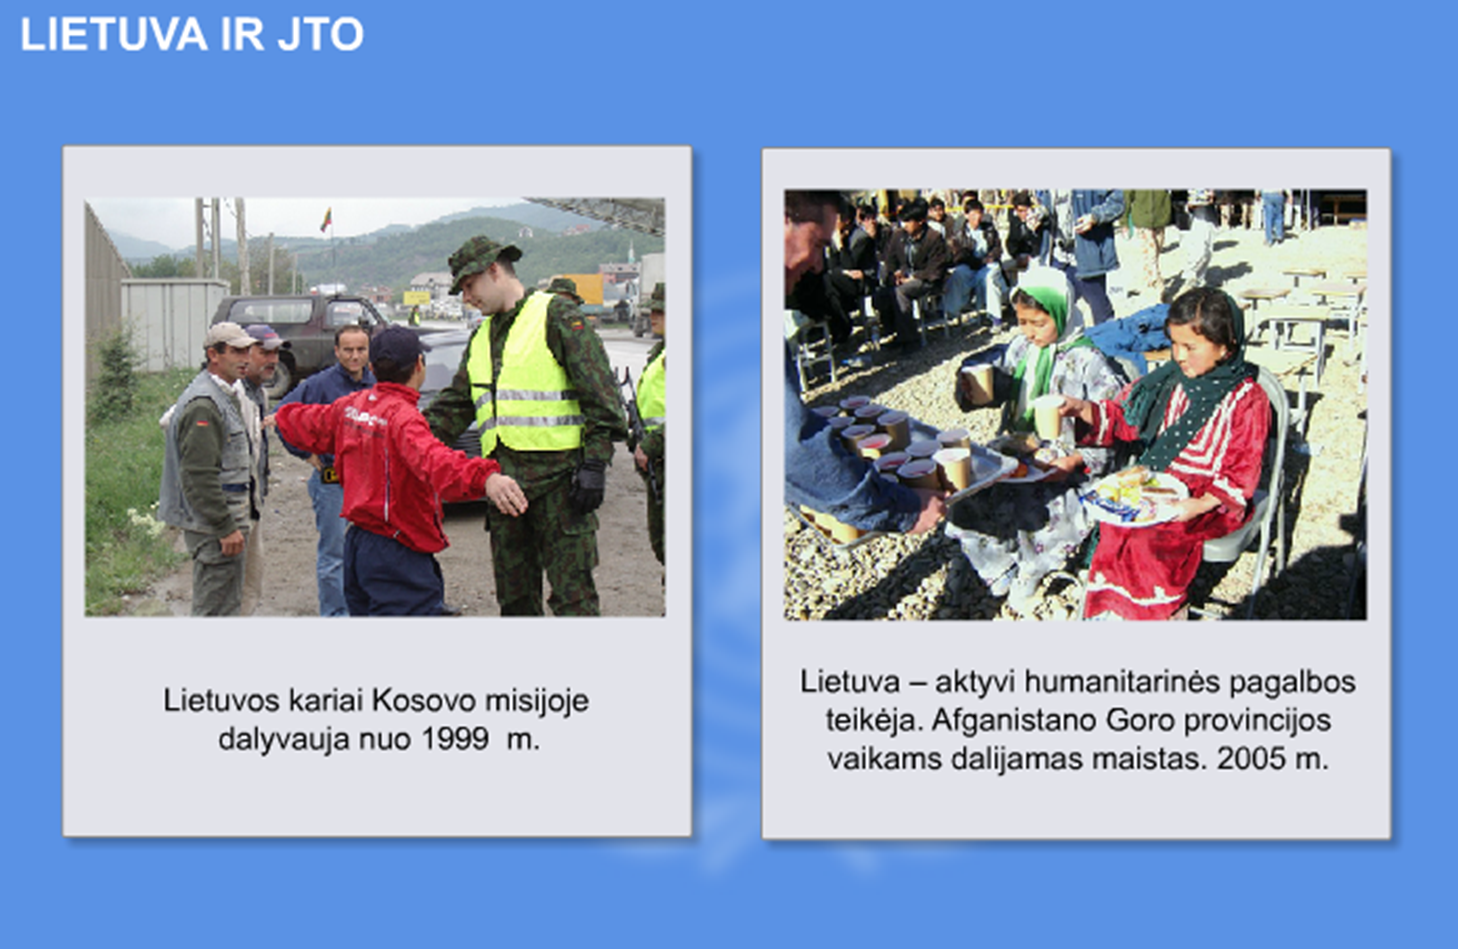 LIETUVA IR JTO
Lietuvos kariai Kosovo misijoje
dalyvauja nuo 1999 m.
Lietuva – aktyvi humanitarinės pagalbos
teikėja. Afganistano Goro provincijos
vaikams dalijamas maistas. 2005 m.